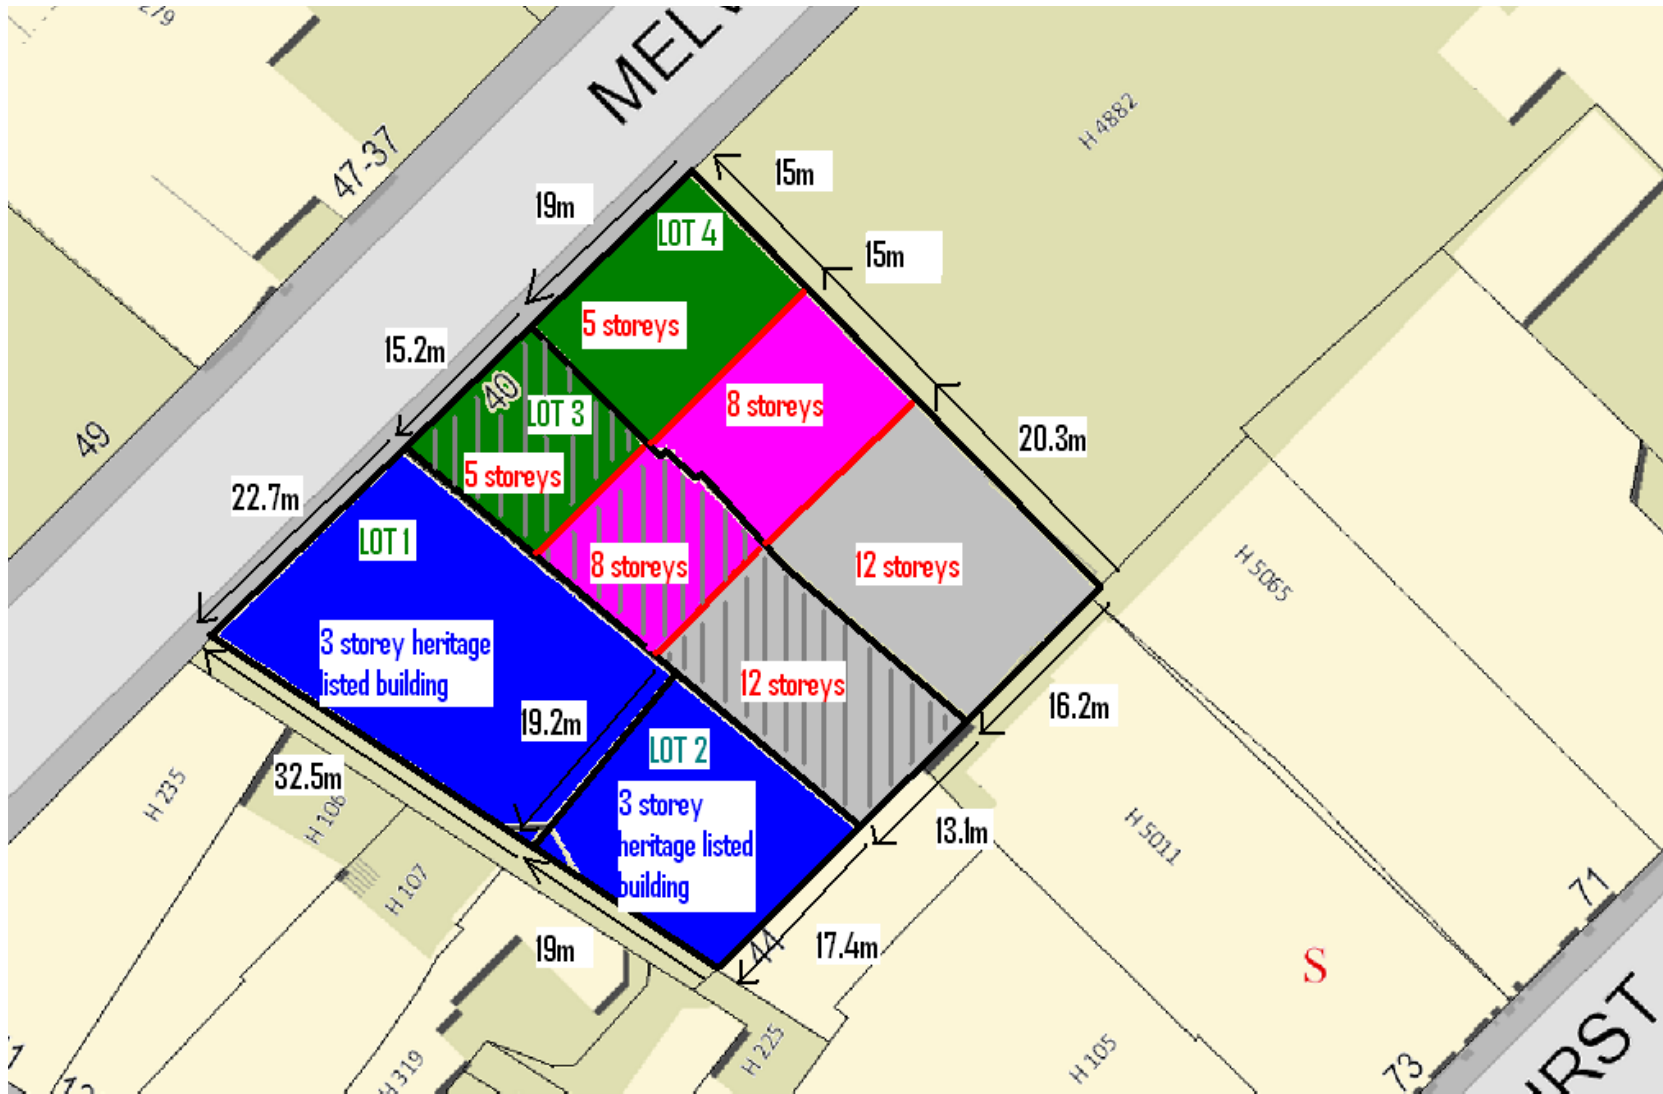 279
MELV
H 4882
47-37
15m
19m
LOT 4
15m
5 storeys
15.2m
40
LOT 3
8 storeys
49
20.3m
5 storeys
22.7m
LOT 1
8 storeys
12 storeys
H 5065
3 storey heritage
listed building
12 storeys
19.2m
LOT 2
16.2m
32.5m
H 235
H 106
3 storey
heritage listed
building
13.1m
H 5011
H 107
71
44
17.4m
19m
S
H 319
H 225
H 105
73
HRST